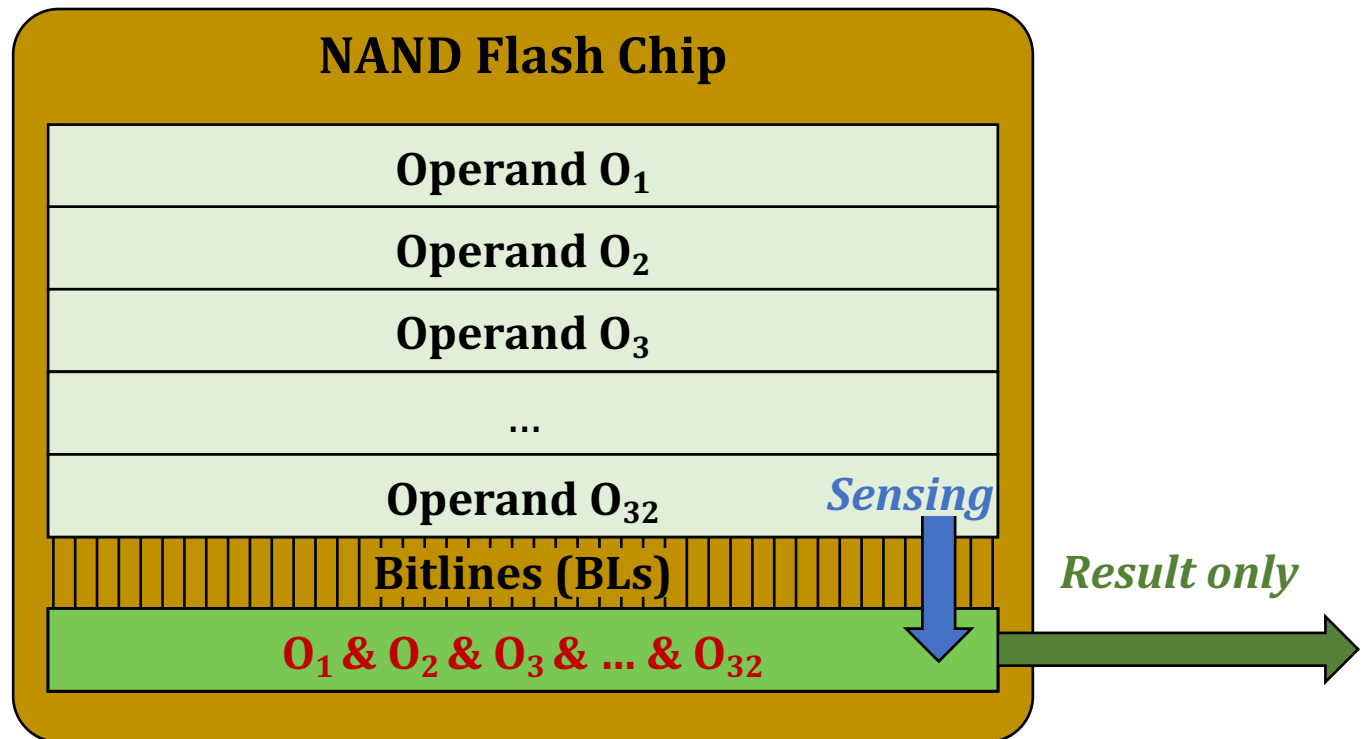 NAND Flash Chip
Operand O₁
Operand O₂
Operand O₃
...
Operand O₃₂
Sensing
Bitlines (BLs)
Result only
O₁ & O₂ & O₃ & ... & O₃₂